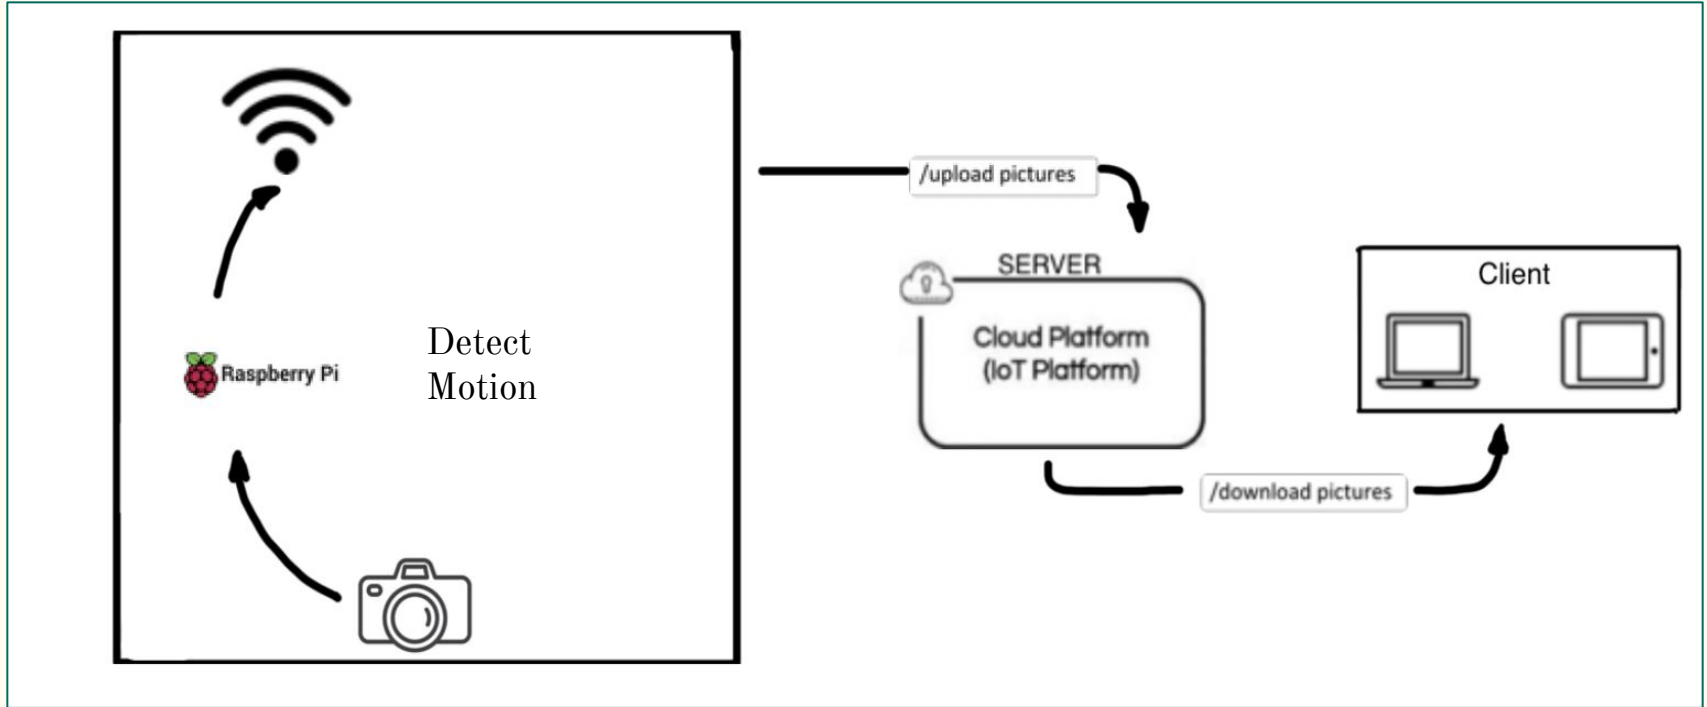 Raspberry Pi
Detect
Motion
/upload pictures
SERVER
Cloud Platform
(IoT Platform)
/download pictures
Client